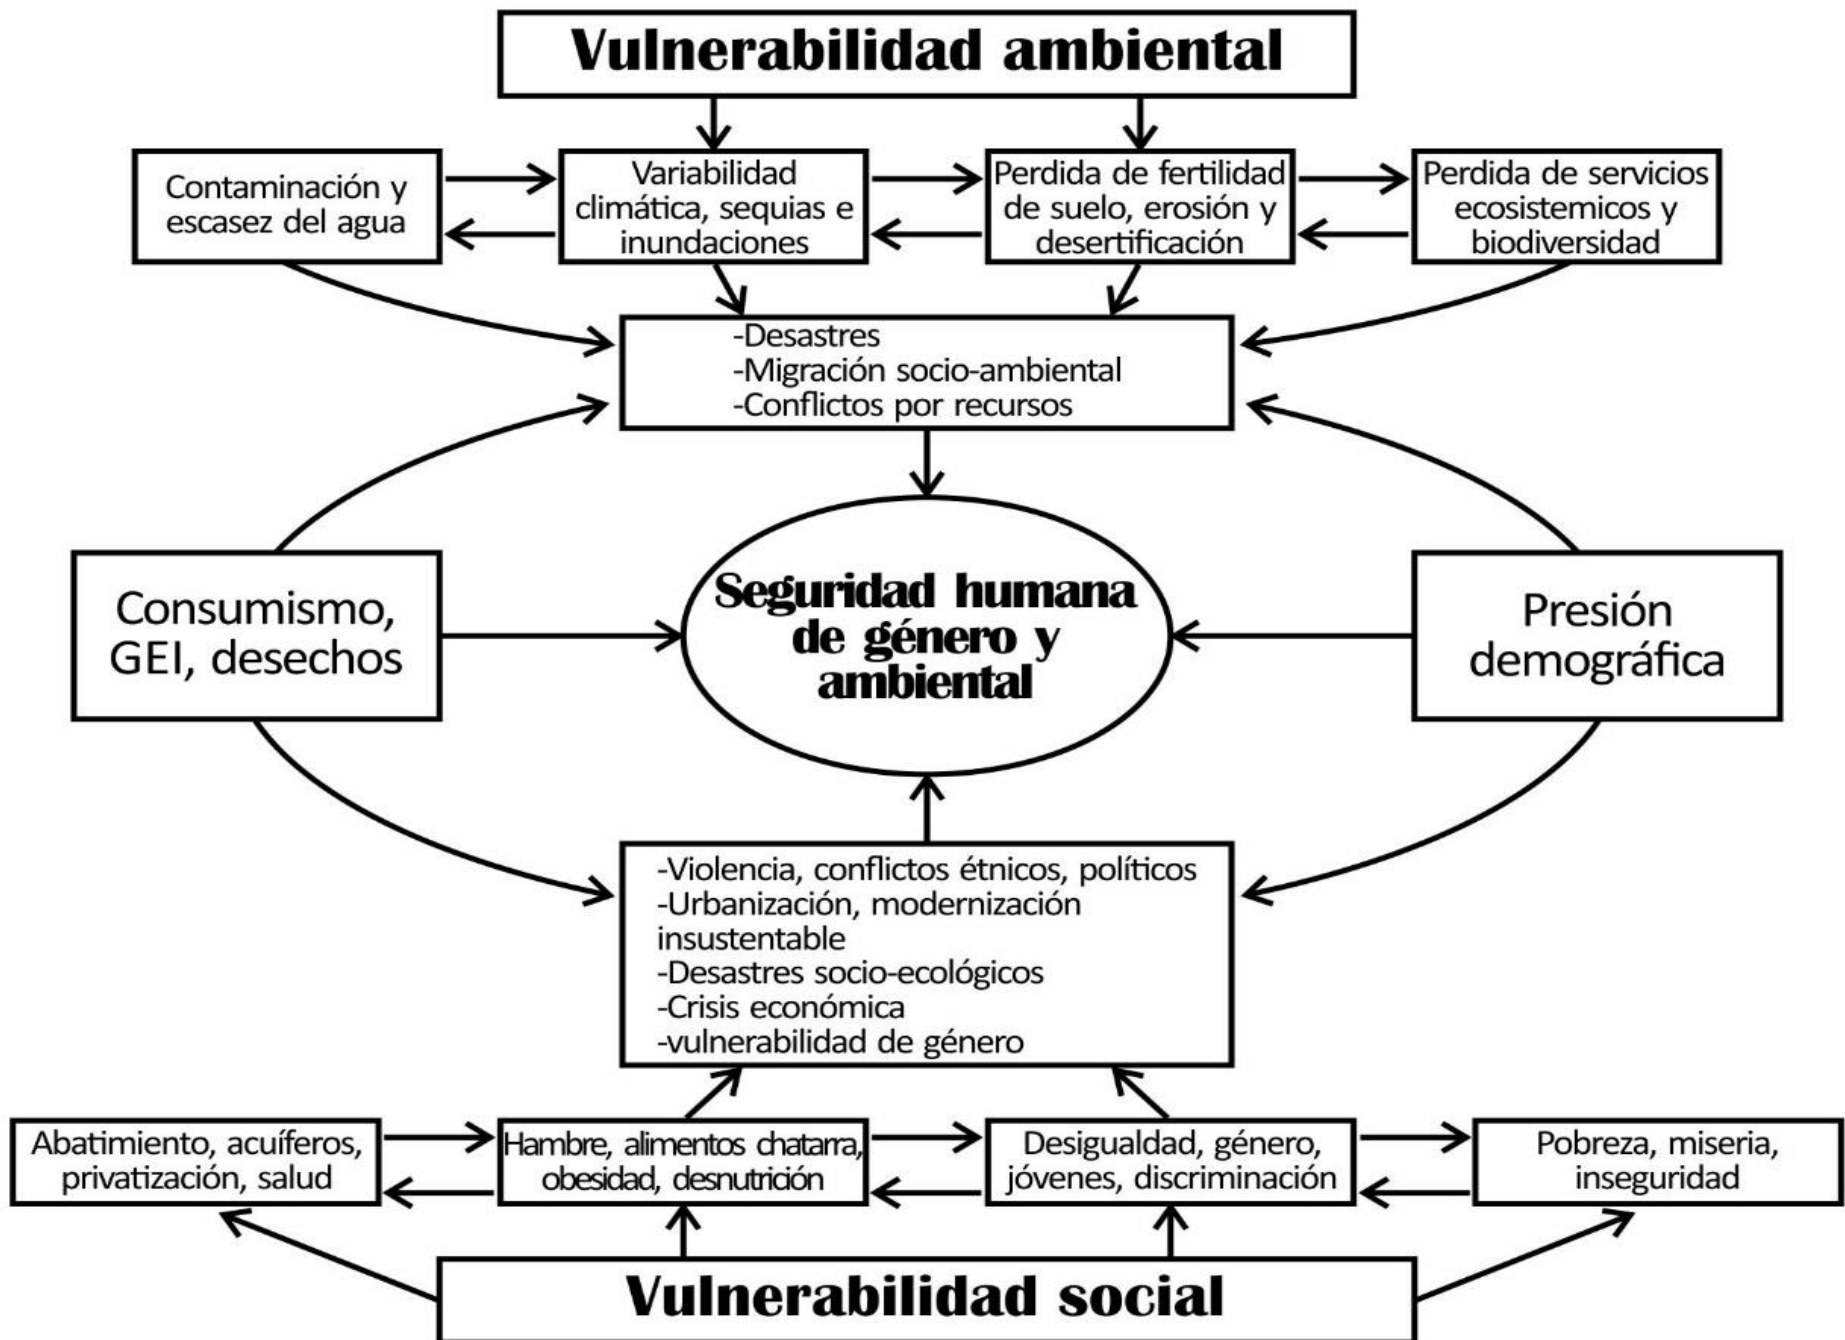 Vulnerabilidad ambiental
Contaminación y
escasez del agua
Variabilidad
climática, sequias e
inundaciones
Perdida de fertilidad
de suelo, erosión y
desertificación
Perdida de servicios
ecosistemicos y
biodiversidad
-Desastres
-Migración socio-ambiental
-Conflictos por recursos
Consumismo,
GEI, desechos
Seguridad humana
de género y
ambiental
Presión
demográfica
-Violencia, conflictos étnicos, políticos
-Urbanización, modernización
insustentable
-Desastres socio-ecológicos
-Crisis económica
-vulnerabilidad de género
Abatimiento, acuíferos,
privatización, salud
Hambre, alimentos chatarra,
obesidad, desnutrición
Desigualdad, género,
jóvenes, discriminación
Pobreza, miseria,
inseguridad
Vulnerabilidad social